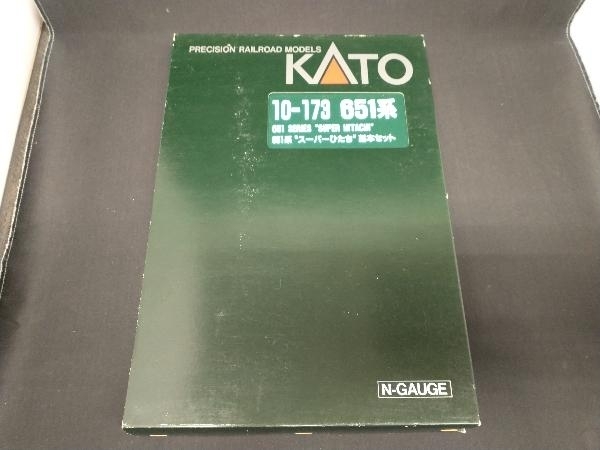 PRECISION RAILROAD MODELS
KATO
10-173 651系
651 SERIES "SUPER HITACHI"
651系 "スーパーひたち" 基本セット
N-GAUGE